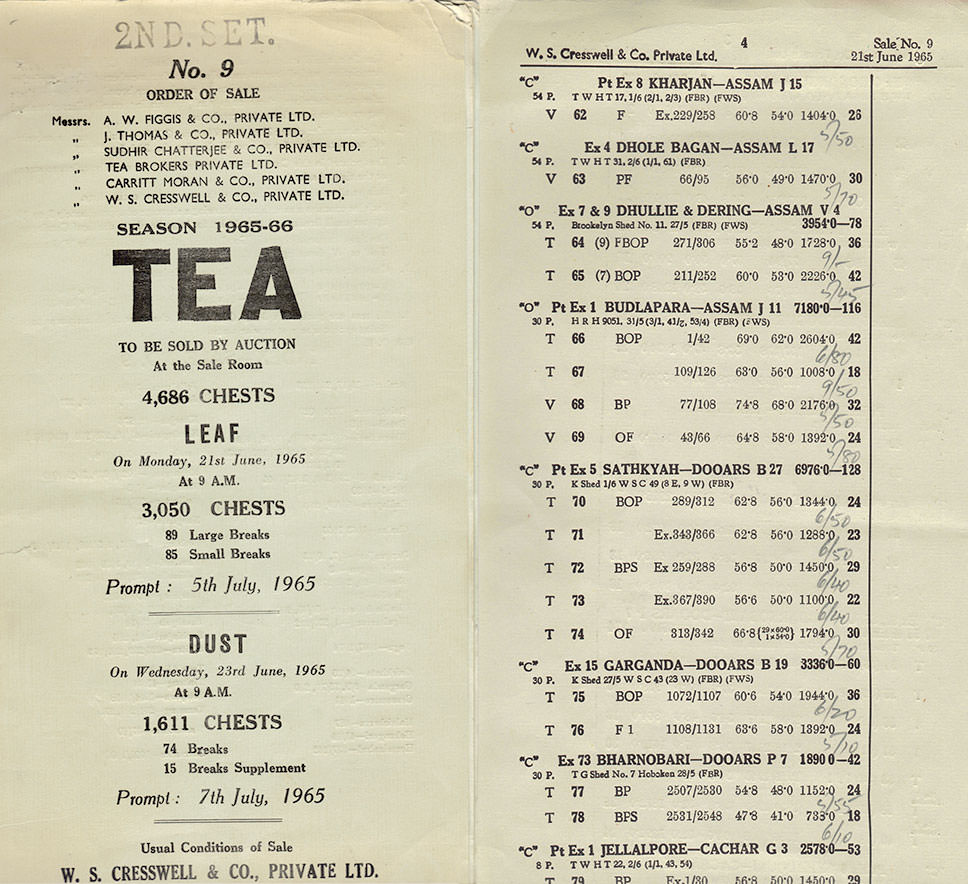 2ND. SET.
No. 9
ORDER OF SALE
Messrs. A. W. FIGGIS & CO., PRIVATE LTD.
„ J. THOMAS & CO., PRIVATE LTD.
„ SUDHIR CHATTERJEE & CO., PRIVATE LTD.
„ TEA BROKERS PRIVATE LTD.
„ CARRITT MORAN & CO., PRIVATE LTD.
„ W. S. CRESSWELL & CO., PRIVATE LTD.
SEASON 1965-66
TEA
TO BE SOLD BY AUCTION
At the Sale Room
4,686 CHESTS
LEAF
On Monday, 21st June, 1965
At 9 A.M.
3,050 CHESTS
89 Large Breaks
85 Small Breaks
Prompt : 5th July, 1965
DUST
On Wednesday, 23rd June, 1965
At 9 A.M.
1,611 CHESTS
74 Breaks
15 Breaks Supplement
Prompt : 7th July, 1965
Usual Conditions of Sale
W. S. CRESSWELL & CO., PRIVATE LTD.
4
W. S. Cresswell & Co. Private Ltd. Sale No. 9
21st June 1965
"C" Pt Ex 8 KHARJAN—ASSAM J 15
54 P. T W H T 17, 1/6 (2/1, 2/3) (FBR) (FWS)
V 62 F Ex.229/258 60·8 54·0 1404·0 26
5/50
"C" Ex 4 DHOLE BAGAN—ASSAM L 17
54 P. T W H T 31, 2/6 (1/1, 61) (FBR)
V 63 PF 66/95 56·0 49·0 1470·0 30
5/70
"O" Ex 7 & 9 DHULLIE & DERING—ASSAM V 4
54 P. Brookelyn Shed No. 11. 27/5 (FBR) (FWS) 3954·0—78
T 64 (9) FBOP 271/306 55·2 48·0 1728·0 36
9/-
T 65 (7) BOP 211/252 60·0 53·0 2226·0 42
5/45
"O" Pt Ex 1 BUDLAPARA—ASSAM J 11 7180·0—116
30 P. H R H 9051, 31/5 (3/1, 41/2, 53/4) (FBR) (FWS)
T 66 BOP 1/42 69·0 62·0 2604·0 42
6/80
T 67 109/126 63·0 56·0 1008·0 18
9/50
V 68 BP 77/108 74·8 68·0 2176·0 32
5/50
V 69 OF 43/66 64·8 58·0 1392·0 24
5/80
"C" Pt Ex 5 SATHKYAH—DOOARS B 27 6976·0—128
30 P. K Shed 1/6 W S C 49 (8 E, 9 W) (FBR)
T 70 BOP 289/312 62·8 56·0 1344·0 24
6/50
T 71 Ex.343/366 62·8 56·0 1288·0 23
6/50
T 72 BPS Ex 259/288 56·8 50·0 1450·0 29
6/40
T 73 Ex.367/390 56·6 50·0 1100·0 22
6/40
T 74 OF 313/342 66·8 {29×60·0 1×54·0} 1794·0 30
5/70
"C" Ex 15 GARGANDA—DOOARS B 19 3336·0—60
30 P. K Shed 27/5 W S C 43 (23 W) (FBR) (FWS)
T 75 BOP 1072/1107 60·6 54·0 1944·0 36
6/20
T 76 F 1 1108/1131 63·6 58·0 1392·0 24
5/10
"C" Ex 73 BHARNOBARI—DOOARS P 7 1890 0—42
30 P. T G Shed No. 7 Hoboken 28/5 (FBR)
T 77 BP 2507/2530 54·8 48·0 1152·0 24
5/55
T 78 BPS 2531/2548 47·8 41·0 738·0 18
6/10
"C" Pt Ex 1 JELLALPORE—CACHAR G 3 2578·0—53
8 P. T W H T 22, 2/6 (1/1, 43, 54)
T 79 BP Ex.1/30 56·8 50·0 1450·0 29